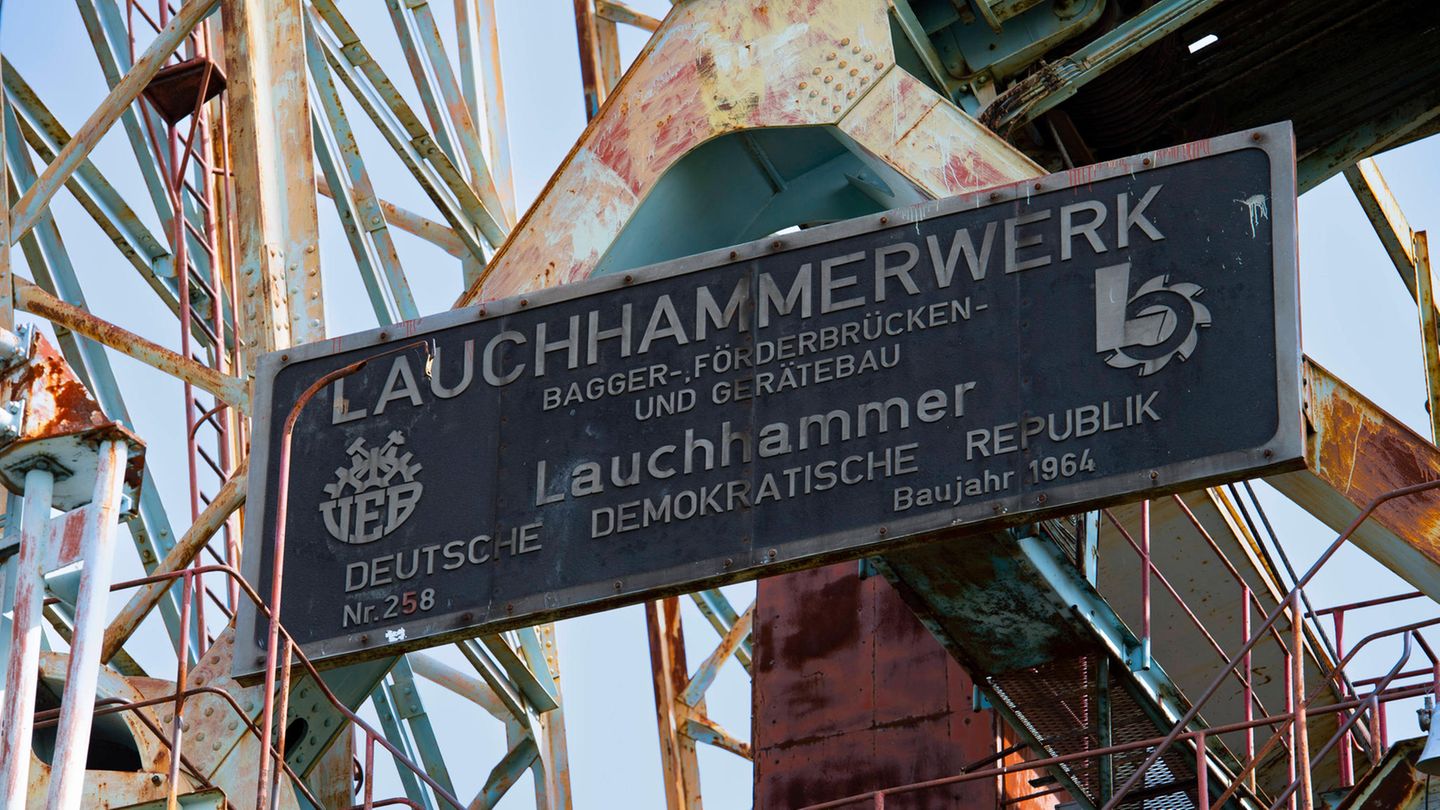 LAUCHHAMMERWERK
BAGGER-, FÖRDERBRÜCKEN-
UND GERÄTEBAU
Lauchhammer
DEUTSCHE DEMOKRATISCHE REPUBLIK
Nr. 258
Baujahr 1964
VEB